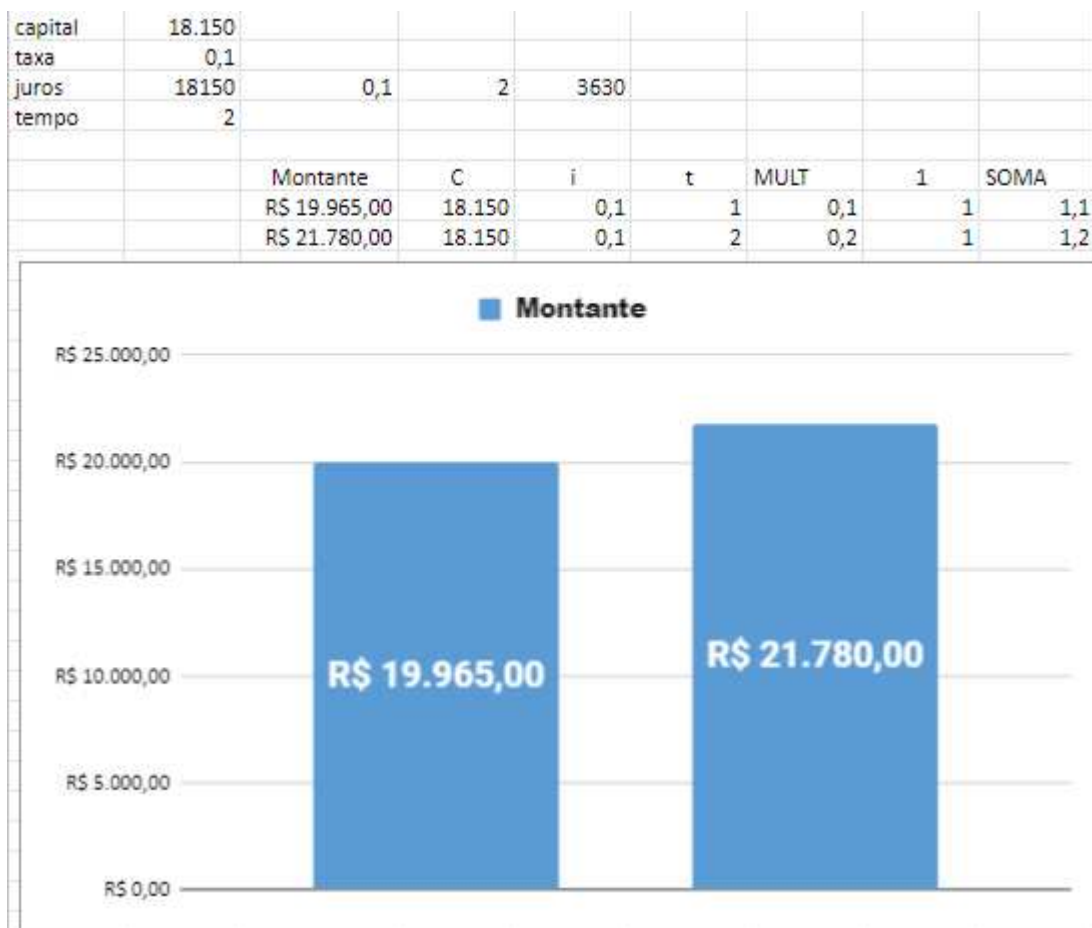 capital 18.150
taxa 0,1
juros 18150 0,1 2 3630
tempo 2
Montante C i t MULT 1 SOMA
R$ 19.965,00 18.150 0,1 1 0,1 1 1,1
R$ 21.780,00 18.150 0,1 2 0,2 1 1,2
Montante
R$ 25.000,00
R$ 20.000,00
R$ 15.000,00
R$ 10.000,00
R$ 5.000,00
R$ 0,00
R$ 19.965,00
R$ 21.780,00